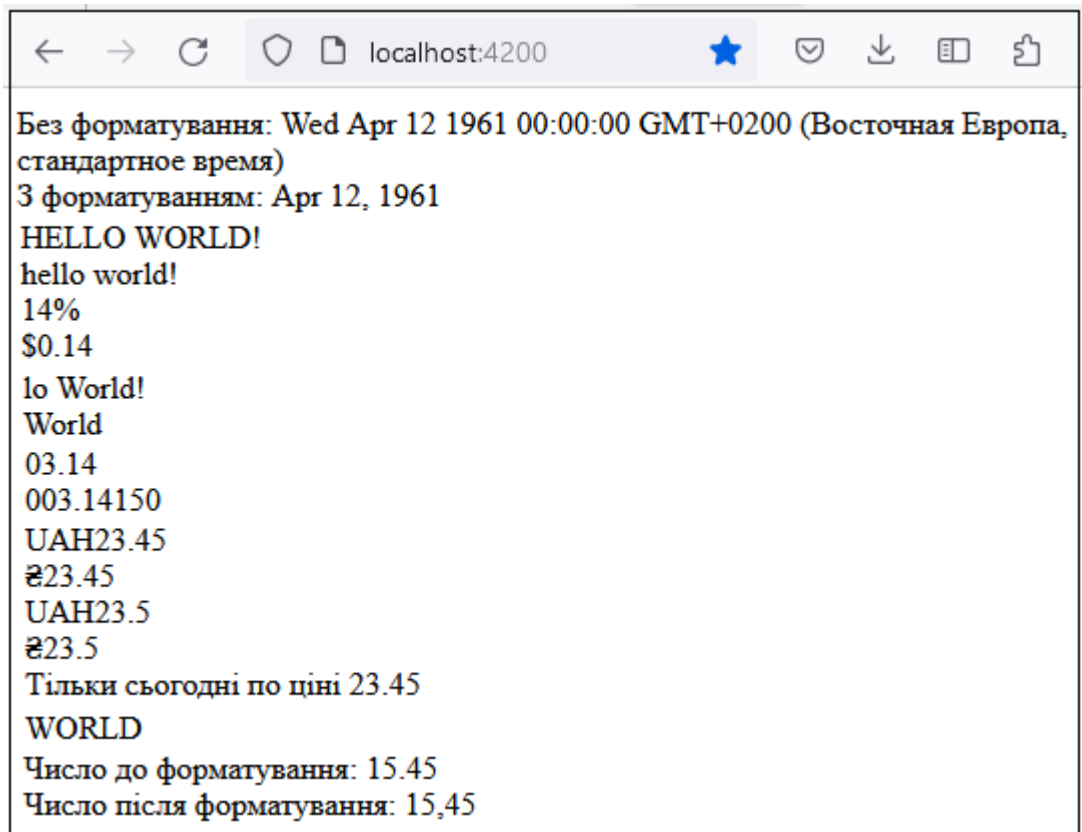 localhost:4200
Без форматування: Wed Apr 12 1961 00:00:00 GMT+0200 (Восточная Европа,
стандартное время)
З форматуванням: Apr 12, 1961
HELLO WORLD!
hello world!
14%
$0.14
lo World!
World
03.14
003.14150
UAH23.45
₴23.45
UAH23.5
₴23.5
Тільки сьогодні по ціні 23.45
WORLD
Число до форматування: 15.45
Число після форматування: 15,45